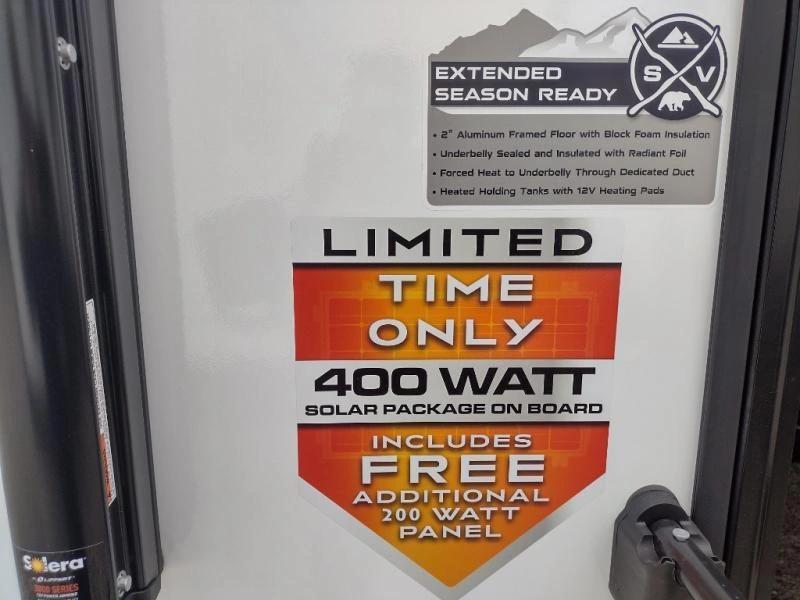 EXTENDED
SEASON READY
S V
• 2" Aluminum Framed Floor with Block Foam Insulation
• Underbelly Sealed and Insulated with Radiant Foil
• Forced Heat to Underbelly Through Dedicated Duct
• Heated Holding Tanks with 12V Heating Pads
LIMITED
TIME
ONLY
400 WATT
SOLAR PACKAGE ON BOARD
INCLUDES
FREE
ADDITIONAL
200 WATT
PANEL
Solera
LIPPERT
SERIES